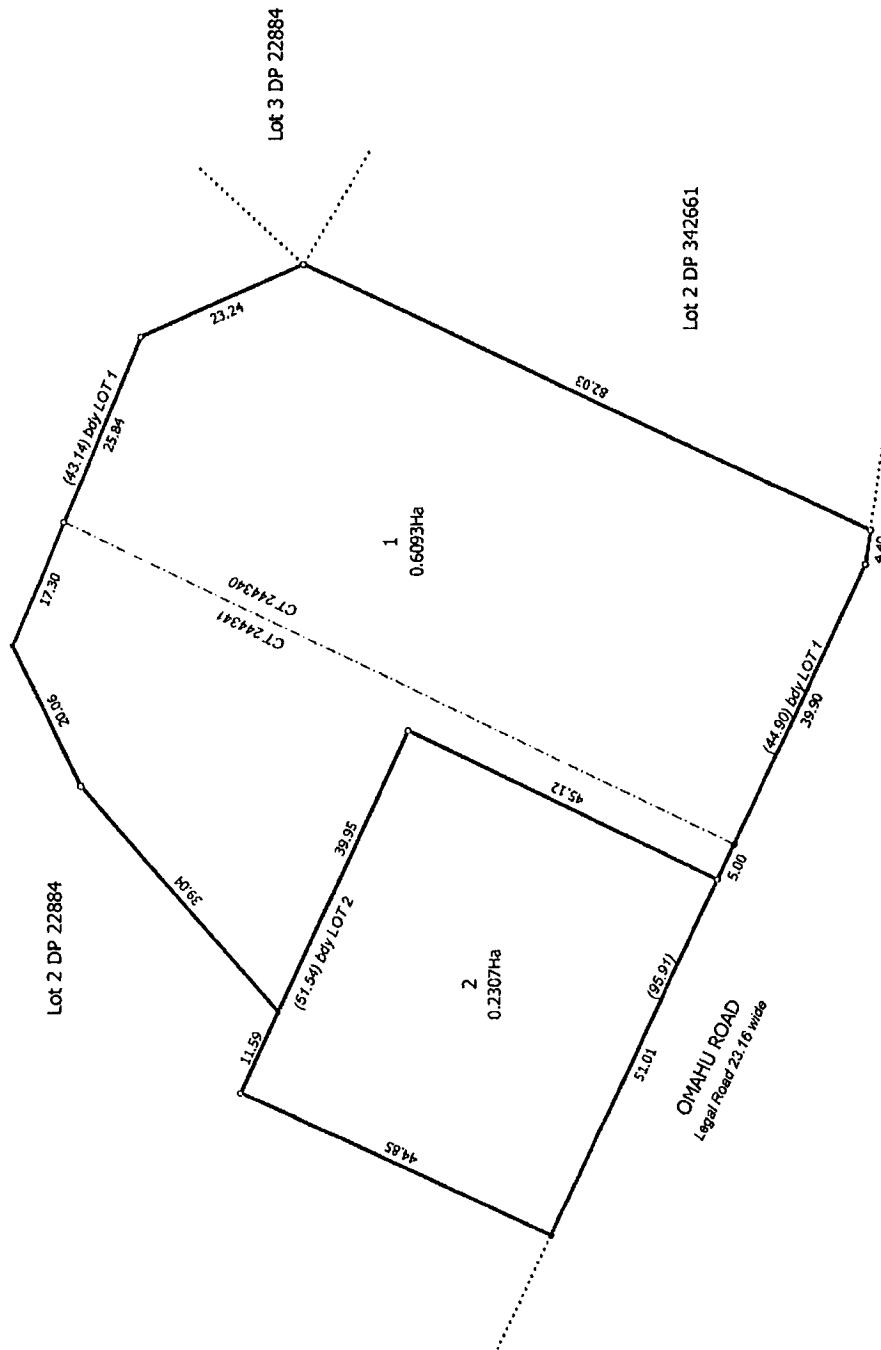 Lot 3 DP 22884
(43.14) bdy LOT 1
25.84
23.24
17.30
20.06
Lot 2 DP 22884
39.04
CT 244340
CT 244341
1
0.6093Ha
Lot 2 DP 342661
82.03
39.95
(51.54) bdy LOT 2
11.59
45.12
2
0.2307Ha
44.85
(95.91)
51.01
5.00
(44.90) bdy LOT 1
39.90
OMAHU ROAD
Legal Road 23.16 wide